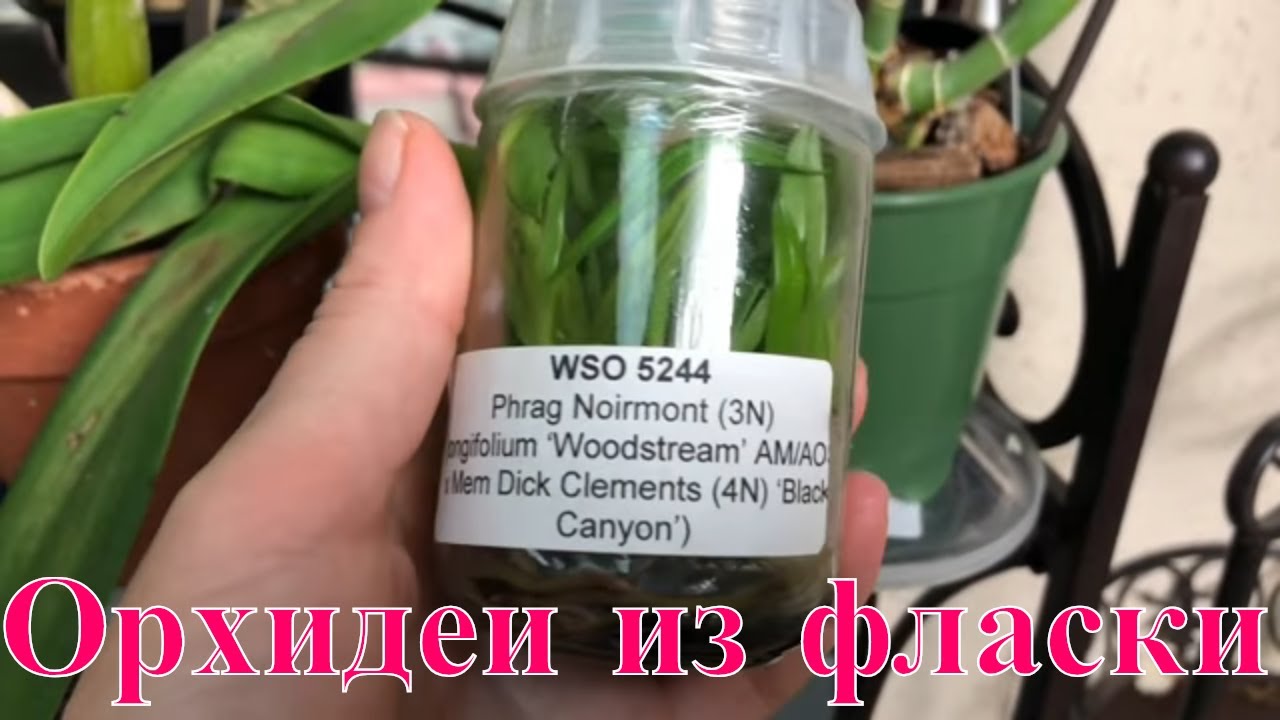 WSO 5244
Phrag Noirmont (3N)
ongifolium ‘Woodstream’ AM/AO
x Mem Dick Clements (4N) ‘Black
Canyon’)
Орхидеи из фласки